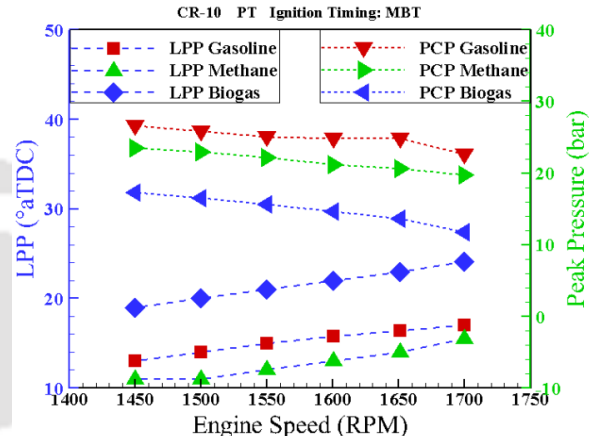 CR-10 PT Ignition Timing: MBT
50
40
LPP Gasoline
PCP Gasoline
LPP Methane
PCP Methane
LPP Biogas
PCP Biogas
30
40
20
30
10
20
0
10
-10
1400
1450
1500
1550
1600
1650
1700
1750
LPP (°aTDC)
Peak Pressure (bar)
Engine Speed (RPM)